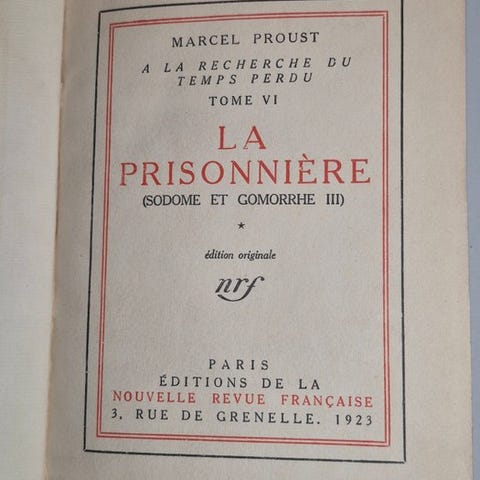 MARCEL PROUST
A LA RECHERCHE DU
TEMPS PERDU
TOME VI
LA
PRISONNIÈRE
(SODOME ET GOMORRHE III)
*
édition originale
nrf
PARIS
ÉDITIONS DE LA
NOUVELLE REVUE FRANÇAISE
3, RUE DE GRENELLE. 1923